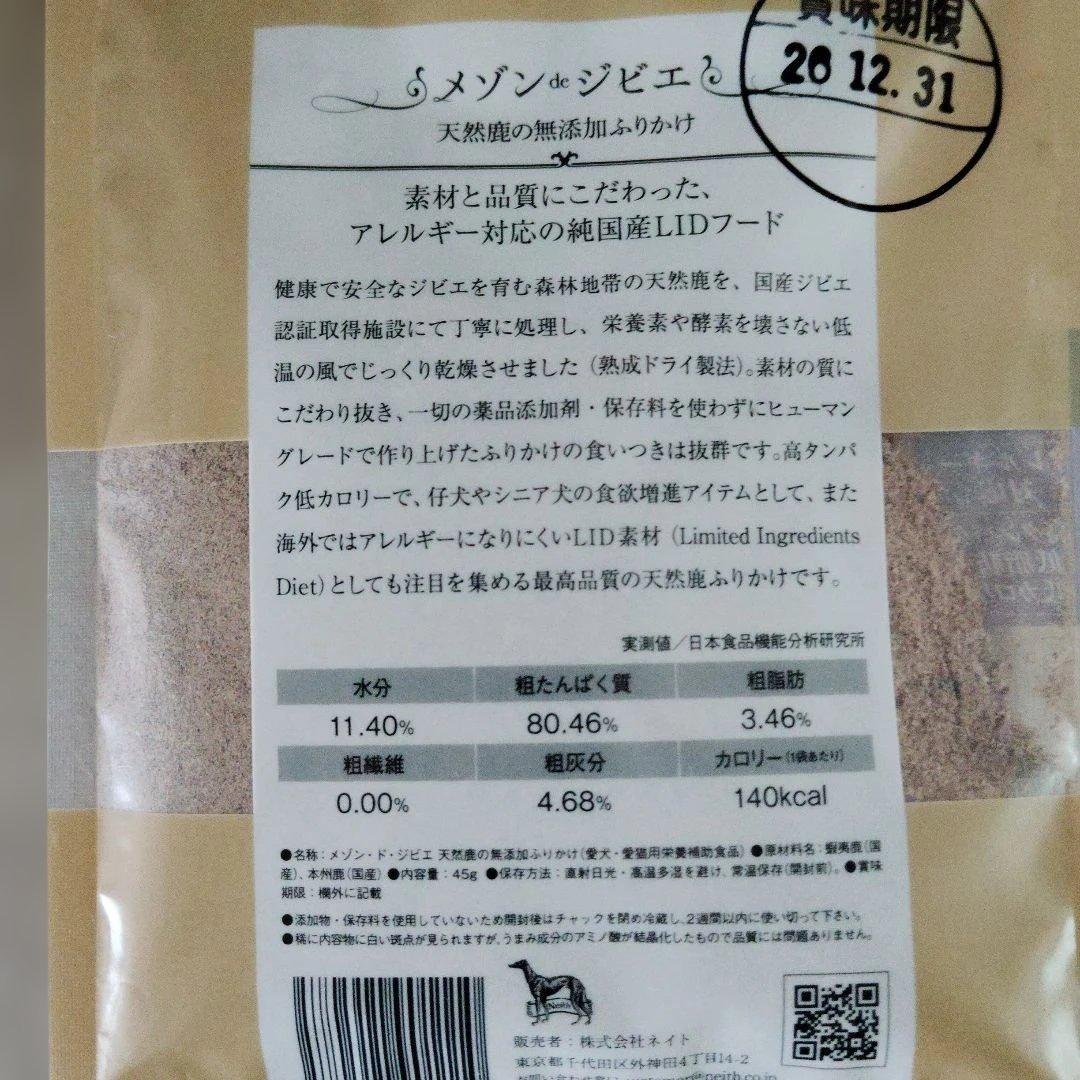 賞味期限
26 12.31
メゾン de ジビエ
天然鹿の無添加ふりかけ
素材と品質にこだわった、
アレルギー対応の純国産LIDフード
健康で安全なジビエを育む森林地帯の天然鹿を、国産ジビエ
認証取得施設にて丁寧に処理し、栄養素や酵素を壊さない低
温の風でじっくり乾燥させました（熟成ドライ製法）。素材の質に
こだわり抜き、一切の薬品添加剤・保存料を使わずにヒューマン
グレードで作り上げたふりかけの食いつきは抜群です。高タンパ
ク低カロリーで、仔犬やシニア犬の食欲増進アイテムとして、また
海外ではアレルギーになりにくいLID素材（Limited Ingredients
Diet）としても注目を集める最高品質の天然鹿ふりかけです。
実測値／日本食品機能分析研究所
水分 粗たんぱく質 粗脂肪
11.40% 80.46% 3.46%
粗繊維 粗灰分 カロリー（1袋あたり）
0.00% 4.68% 140kcal
●名称：メゾン・ド・ジビエ 天然鹿の無添加ふりかけ（愛犬・愛猫用栄養補助食品）●原材料名：蝦夷鹿（国
産）、本州鹿（国産）●内容量：45g ●保存方法：直射日光・高温多湿を避け、常温保存（開封前）。●賞味
期限：欄外に記載
●添加物・保存料を使用していないため開封後はチャックを閉め冷蔵し、2週間以内に使い切って下さい。
●稀に内容物に白い斑点が見られますが、うまみ成分のアミノ酸が結晶化したもので品質には問題ありません。
Neith
販売者：株式会社ネイト
東京都千代田区外神田4丁目14-2